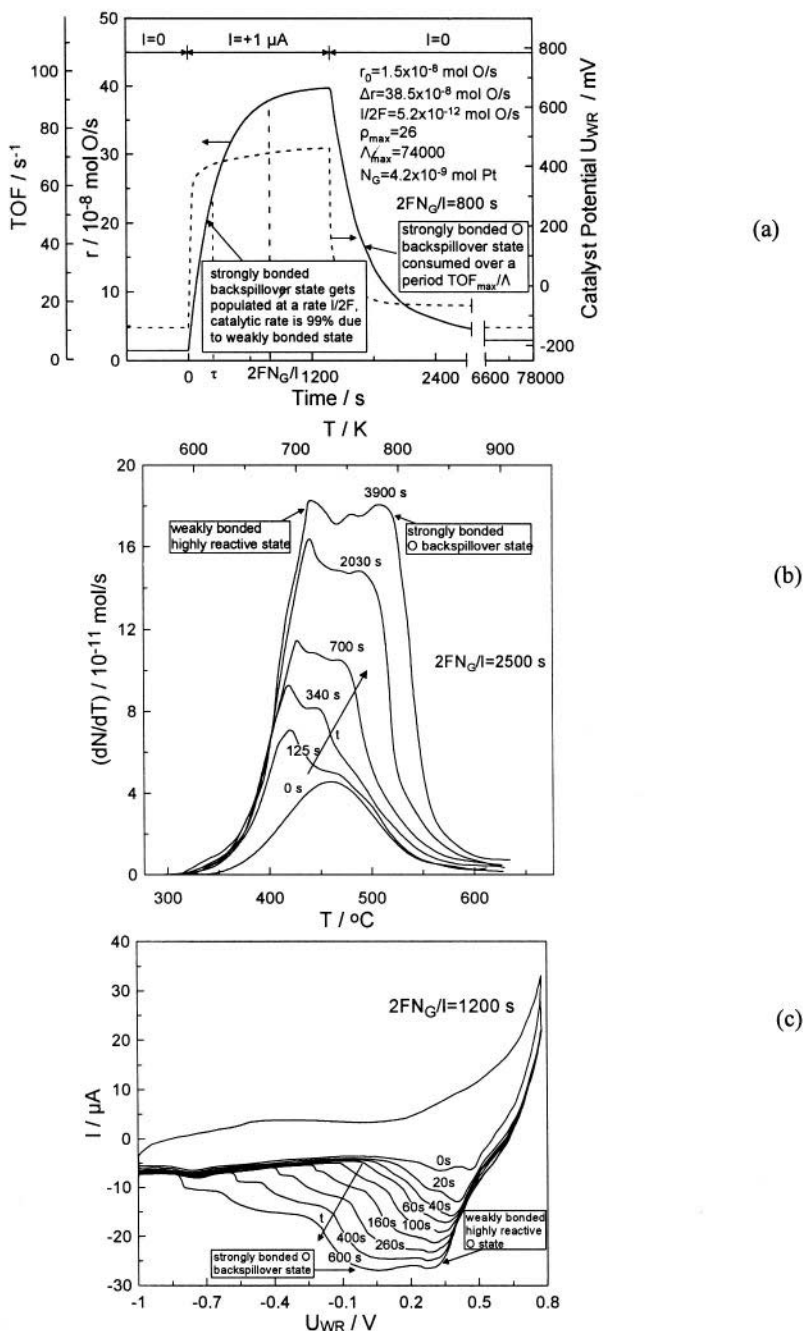 I=0 I=+1 μA I=0
r₀=1.5x10⁻⁸ mol O/s
Δr=38.5x10⁻⁸ mol O/s
I/2F=5.2x10⁻¹² mol O/s
ρmax=26
Λmax=74000
N_G=4.2x10⁻⁹ mol Pt
2FN_G/I=800 s
strongly bonded O
backspillover state
consumed over a
period TOFmax/Λ
strongly bonded
backspillover state gets
populated at a rate I/2F,
catalytic rate is 99% due
to weakly bonded state
TOF / s⁻¹
100
80
60
40
20
0
r / 10⁻⁸ mol O/s
50
40
30
20
10
0
Catalyst Potential U_WR / mV
800
600
400
200
0
-200
0 τ 2FN_G/I 1200 2400 6600 78000
Time / s
(a)
T / K
600 700 800 900
(dN/dT) / 10⁻¹¹ mol/s
20
16
12
8
4
0
3900 s
weakly bonded
highly reactive state
strongly bonded
O backspillover state
2030 s
700 s
2FN_G/I=2500 s
340 s
t
125 s
0 s
300 400 500 600
T / °C
(b)
I / μA
40
30
20
10
0
-10
-20
-30
2FN_G/I=1200 s
0s
20s
40s
60s
100s
160s
260s
400s
600 s
t
weakly bonded
highly reactive
O state
strongly bonded O
backspillover state
-1 -0.7 -0.4 -0.1 0.2 0.5 0.8
U_WR / V
(c)